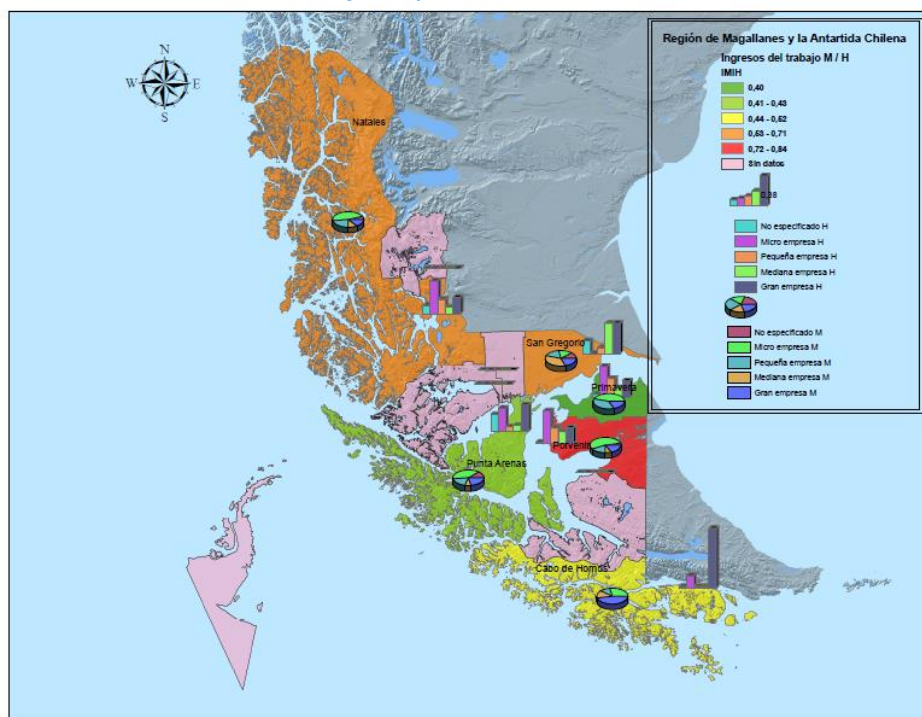 Región de Magallanes y la Antartida Chilena
Ingresos del trabajo M / H
IMIH
0,40
0,41 - 0,43
0,44 - 0,52
0,53 - 0,71
0,72 - 0,84
Sin datos
0,38
No especificado H
Micro empresa H
Pequeña empresa H
Mediana empresa H
Gran empresa H
No especificado M
Micro empresa M
Pequeña empresa M
Mediana empresa M
Gran empresa M
N
W
E
S
Natales
San Gregorio
Primavera
Porvenir
Punta Arenas
Cabo de Hornos